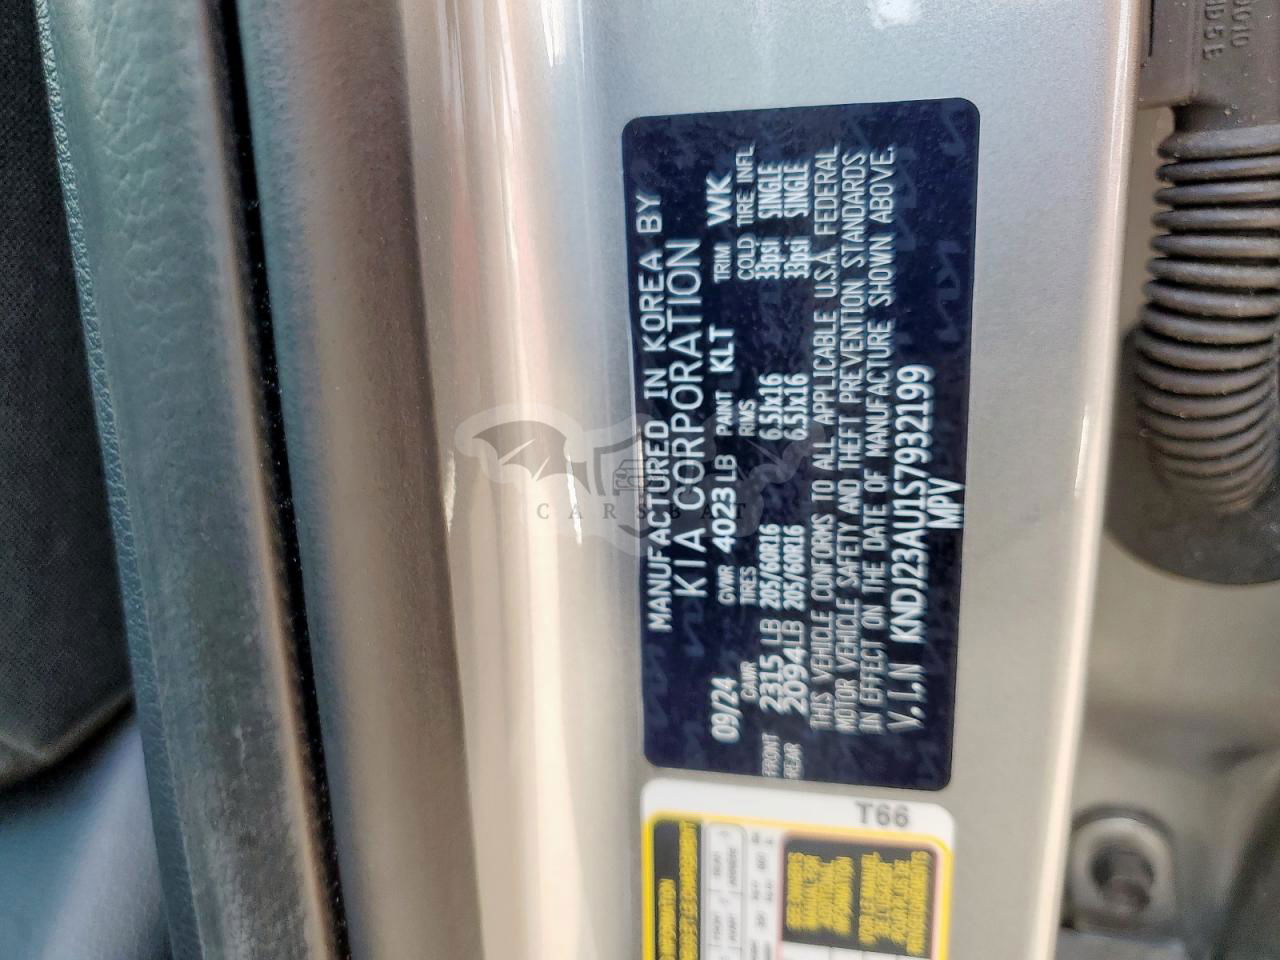 MANUFACTURED IN KOREA BY
KIA CORPORATION
09/24 GVWR 4023 LB PAINT KLT TRIM WK
GAWR TIRES RIMS COLD TIRE INFL
FRONT 2315 LB 205/60R16 6.5Jx16 33psi SINGLE
REAR 2094 LB 205/60R16 6.5Jx16 33psi SINGLE
THIS VEHICLE CONFORMS TO ALL APPLICABLE U.S.A. FEDERAL
MOTOR VEHICLE SAFETY AND THEFT PREVENTION STANDARDS
IN EFFECT ON THE DATE OF MANUFACTURE SHOWN ABOVE.
V.I.N KNDJ23AU1S7932199
MPV
T66
CARSBAT